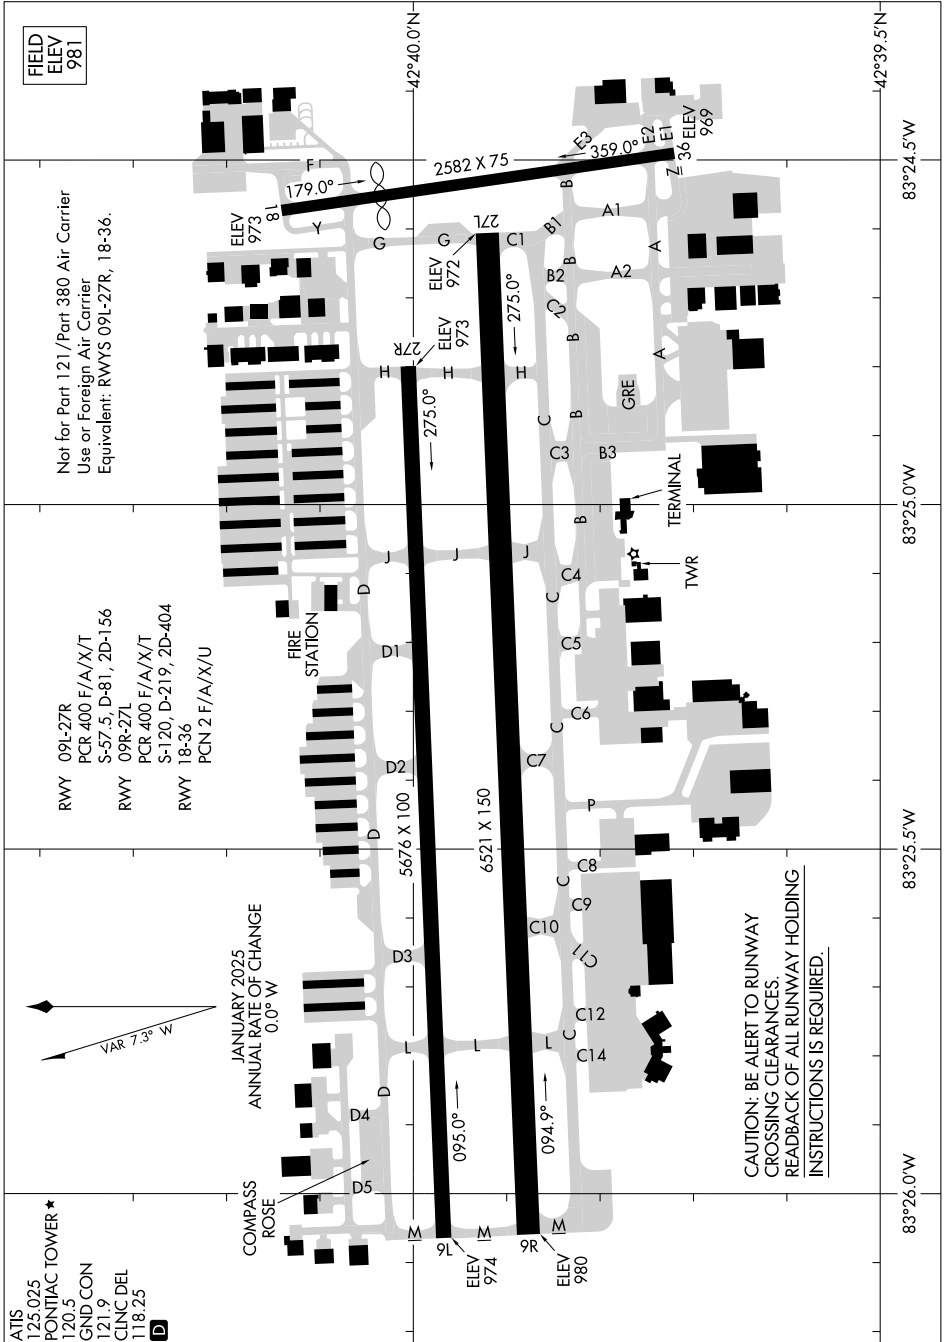 ATIS
125.025
PONTIAC TOWER ★
120.5
GND CON
121.9
CLNC DEL
118.25
D
VAR 7.3° W
JANUARY 2025
ANNUAL RATE OF CHANGE
0.0° W
RWY 09L-27R
PCR 400 F/A/X/T
S-57.5, D-81, 2D-156
RWY 09R-27L
PCR 400 F/A/X/T
S-120, D-219, 2D-404
RWY 18-36
PCN 2 F/A/X/U
Not for Part 121/Part 380 Air Carrier
Use or Foreign Air Carrier
Equivalent: RWYS 09L-27R, 18-36.
FIELD
ELEV
981
42°40.0'N
42°39.5'N
83°24.5'W
83°25.0'W
83°25.5'W
83°26.0'W
COMPASS
ROSE
D5
D4
D
L
D3
D
D2
D1
D
FIRE
STATION
J
H
G
Y
F
18
ELEV
973
179.0°
2582 X 75
359.0°
36
ELEV
969
Z
E1
E2
E3
M
9L
ELEV
974
095.0°
5676 X 100
275.0°
27R
ELEV
973
M
L
J
H
G
9R
ELEV
980
094.9°
6521 X 150
275.0°
27L
ELEV
972
M
L
C10
C7
J
H
C1
B1
C
C
C
C
C
C2
B2
C14
C12
C11
C9
C8
P
C6
C5
C4
C3
B
B
B
B
B
B3
GRE
A
A2
A
A1
TWR
TERMINAL
CAUTION: BE ALERT TO RUNWAY
CROSSING CLEARANCES.
READBACK OF ALL RUNWAY HOLDING
INSTRUCTIONS IS REQUIRED.